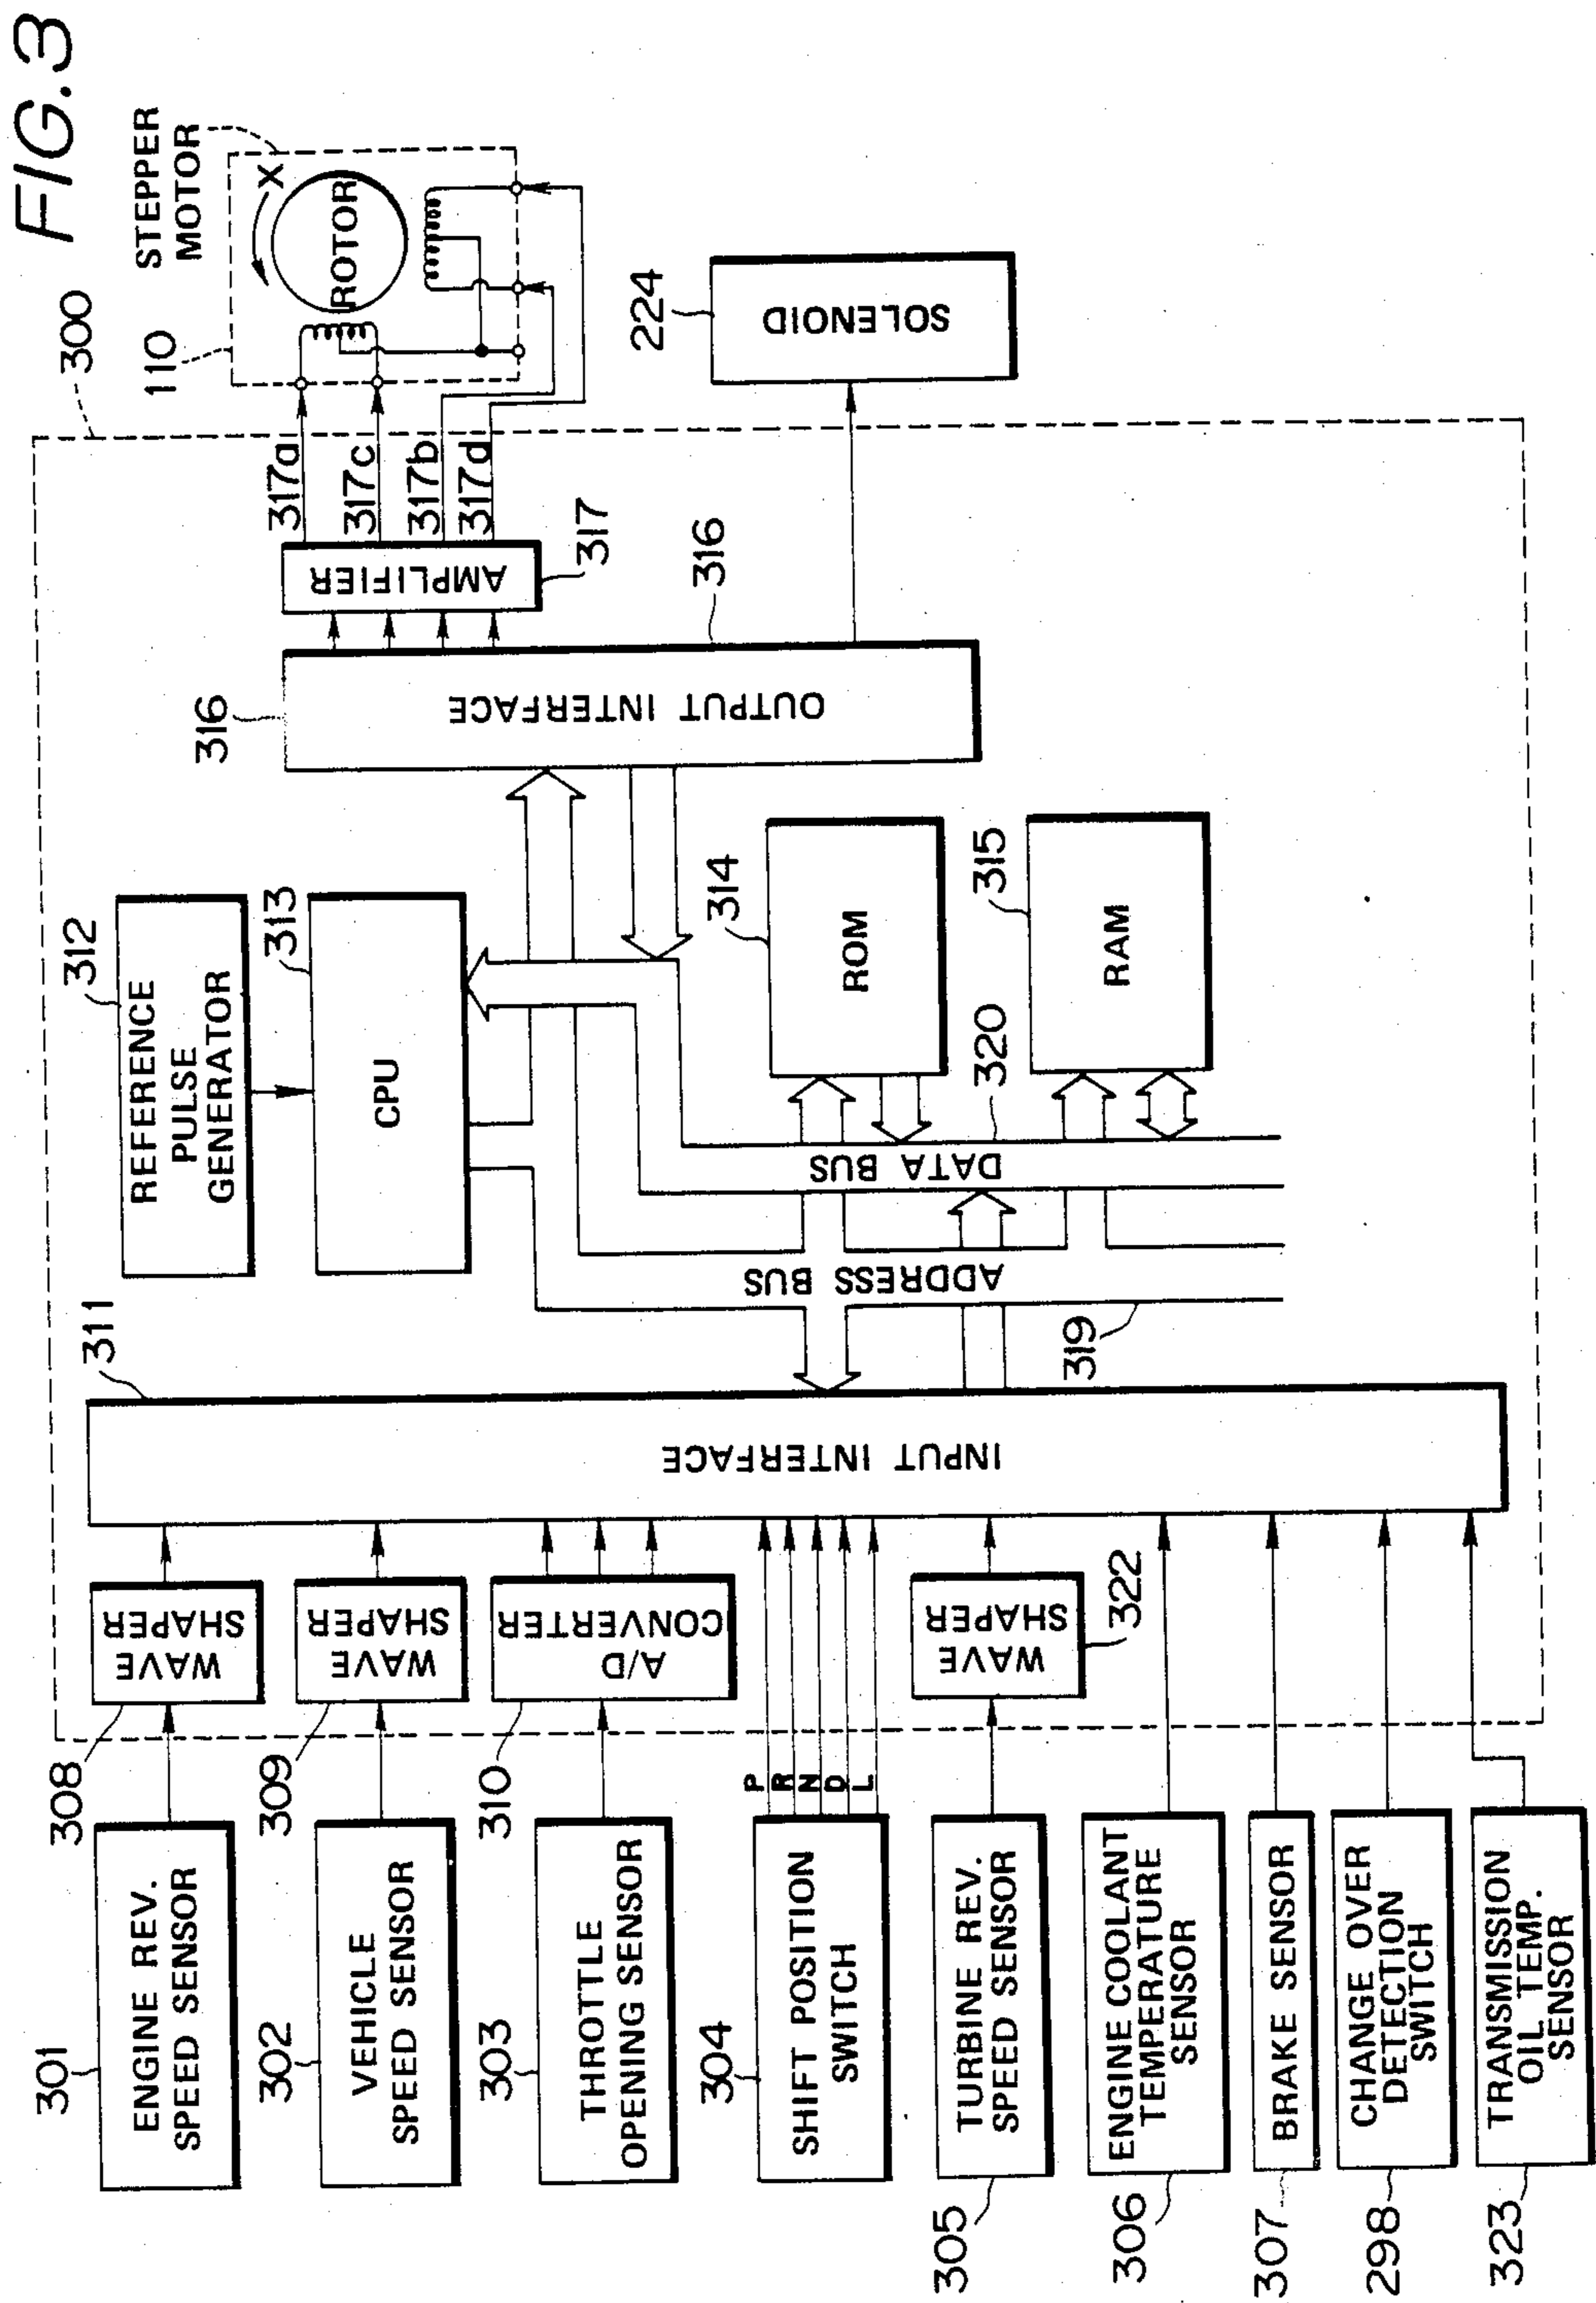 FIG.3
300
110
STEPPER
MOTOR
X
ROTOR
317a
317c
317b
317d
AMPLIFIER
317
224
SOLENOID
316
OUTPUT INTERFACE
316
312
REFERENCE
PULSE
GENERATOR
313
CPU
314
ROM
315
RAM
320
DATA BUS
ADDRESS BUS
319
311
INPUT INTERFACE
308
WAVE
SHAPER
309
WAVE
SHAPER
310
A/D
CONVERTER
P
R
N
D
L
WAVE
SHAPER
322
301
ENGINE REV.
SPEED SENSOR
302
VEHICLE
SPEED SENSOR
303
THROTTLE
OPENING SENSOR
304
SHIFT POSITION
SWITCH
305
TURBINE REV.
SPEED SENSOR
306
ENGINE COOLANT
TEMPERATURE
SENSOR
307
BRAKE SENSOR
298
CHANGE OVER
DETECTION
SWITCH
323
TRANSMISSION
OIL TEMP.
SENSOR